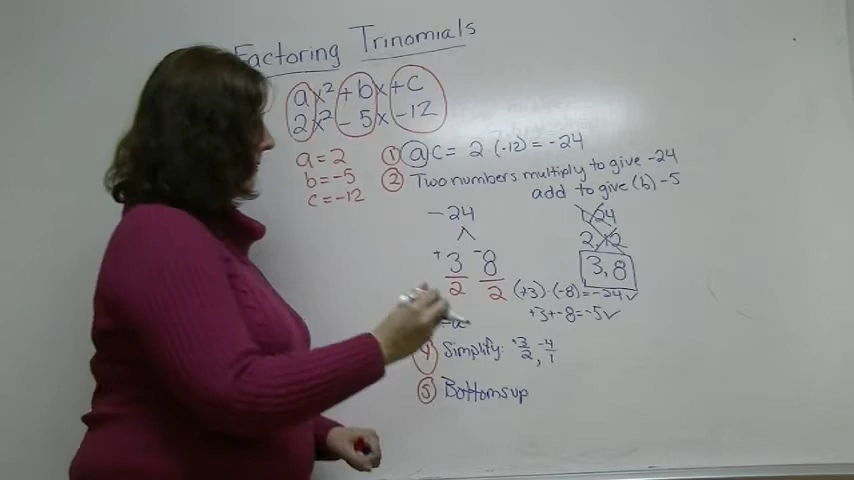 Factoring Trinomials
ax² + bx + c
2x² - 5x - 12
a = 2
b = -5
c = -12
① ac = 2 (-12) = -24
② Two numbers multiply to give -24
add to give (b) -5
-24
1,24
2,12
3,8
+3 -8
2 2
(+3)·(-8) = -24 ✓
+3 + -8 = -5 ✓
÷a
④ Simplify: +3/2, -4/1
⑤ Bottoms up